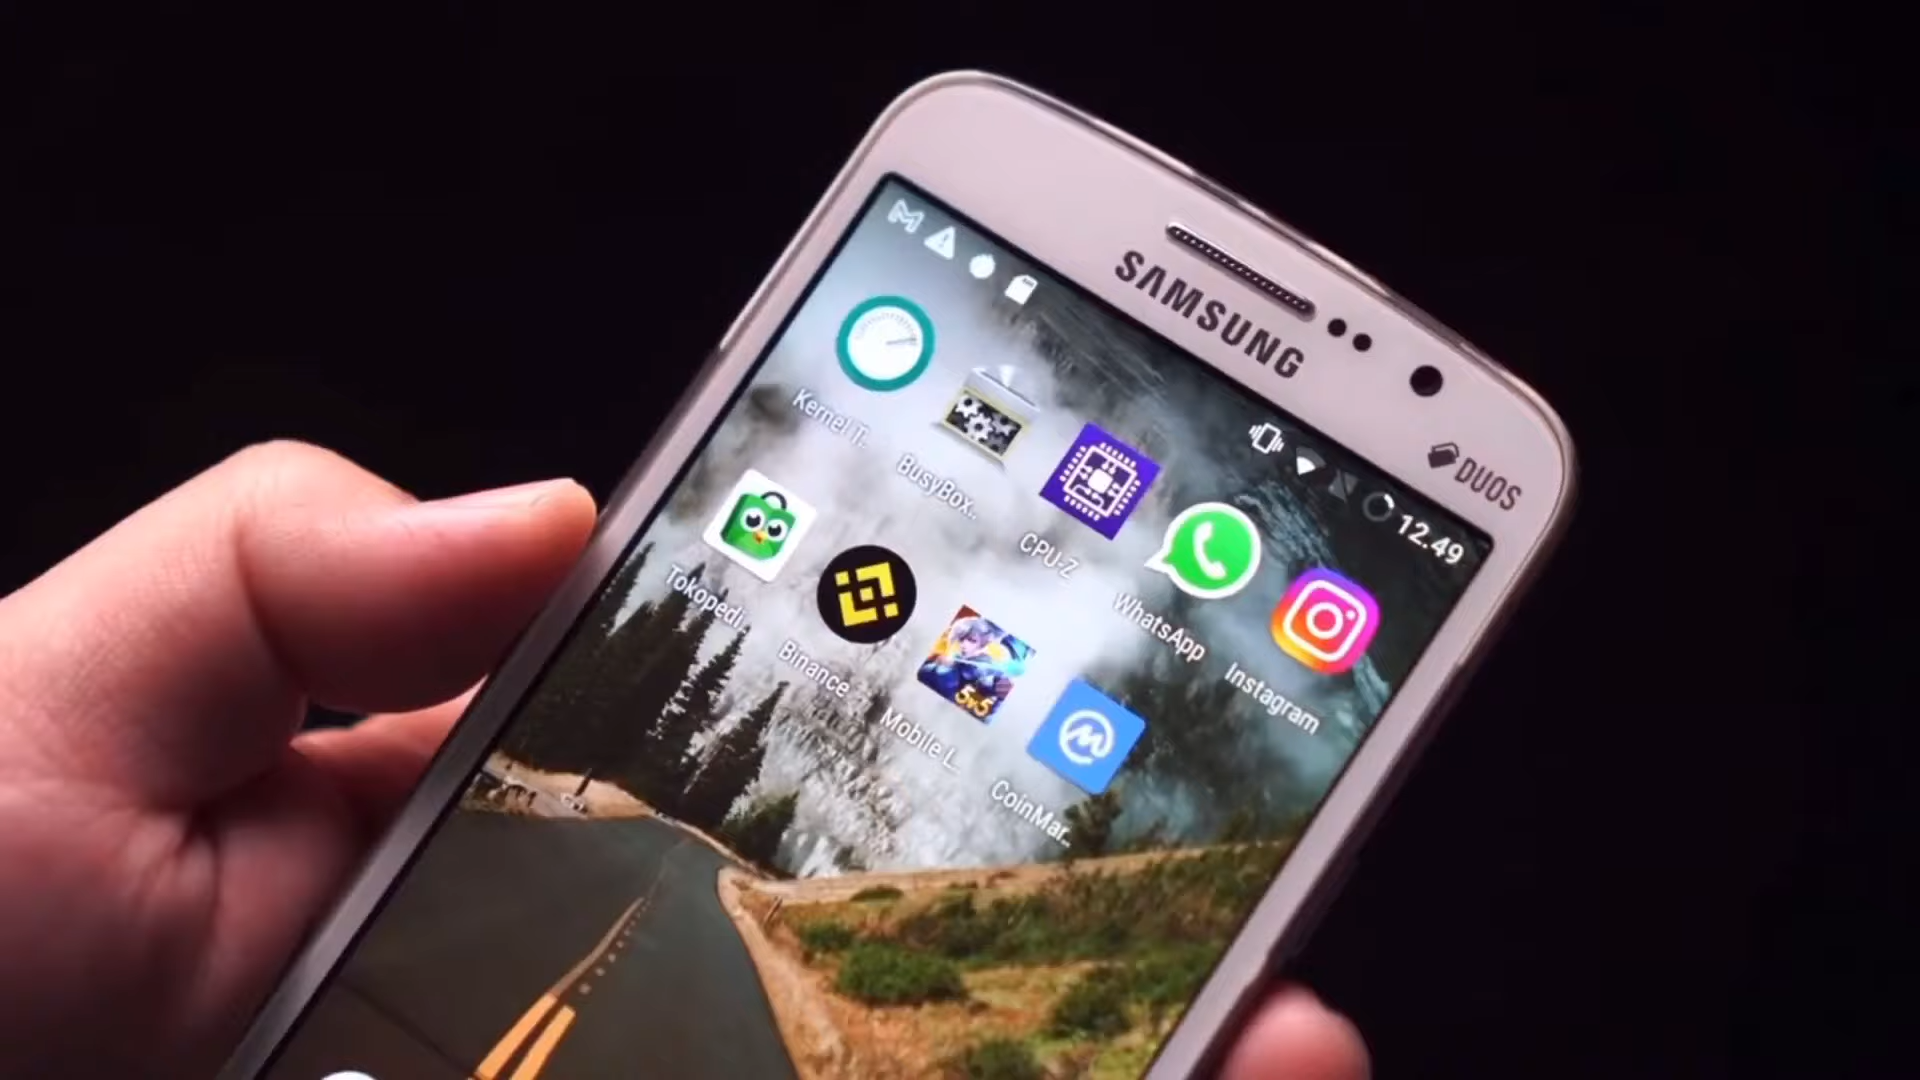 SAMSUNG
DUOS
12.49
Kernel T..
BusyBox..
CPU-Z
WhatsApp
Instagram
Tokopedi..
Binance
Mobile L..
5v5
CoinMar..